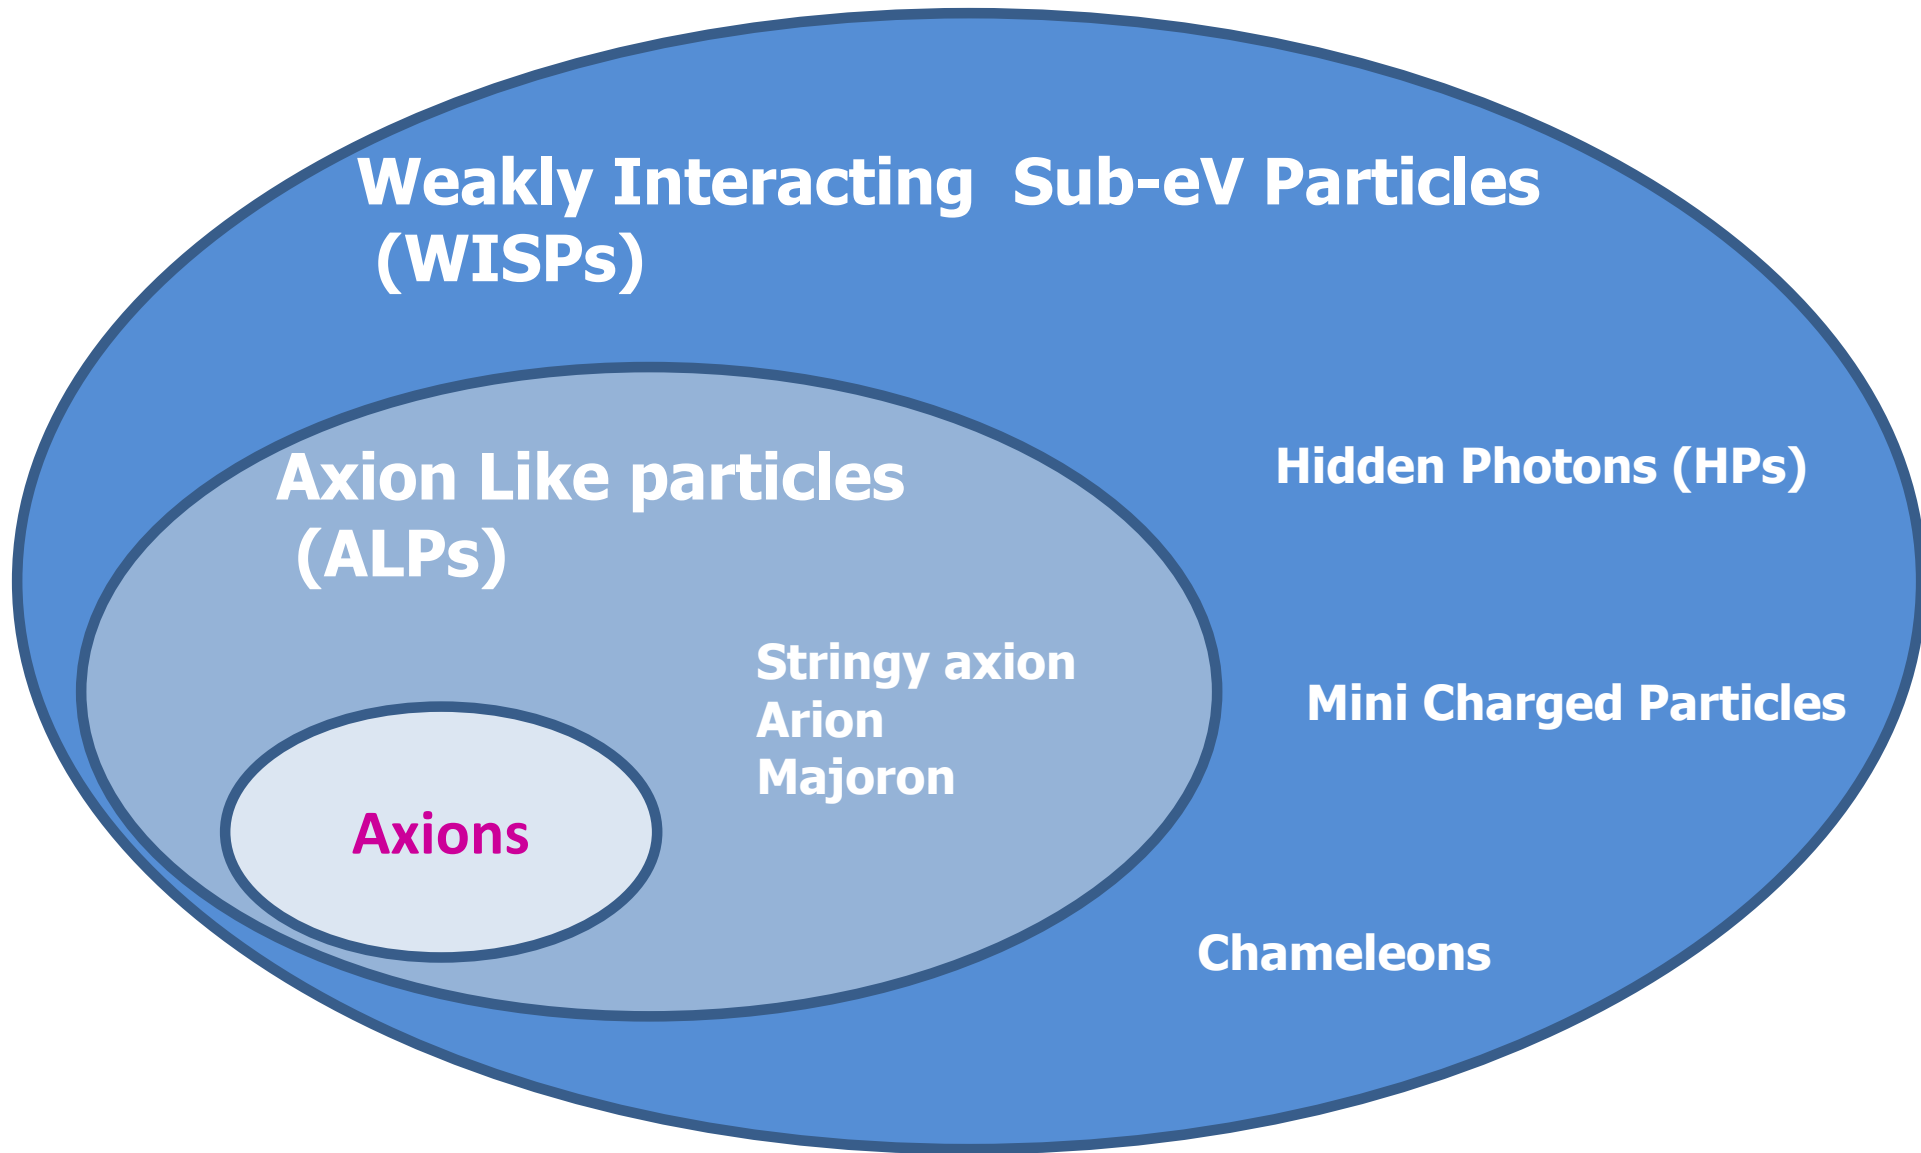 Weakly Interacting Sub-eV Particles
(WISPs)
Axion Like particles
(ALPs)
Hidden Photons (HPs)
Stringy axion
Arion
Majoron
Mini Charged Particles
Axions
Chameleons